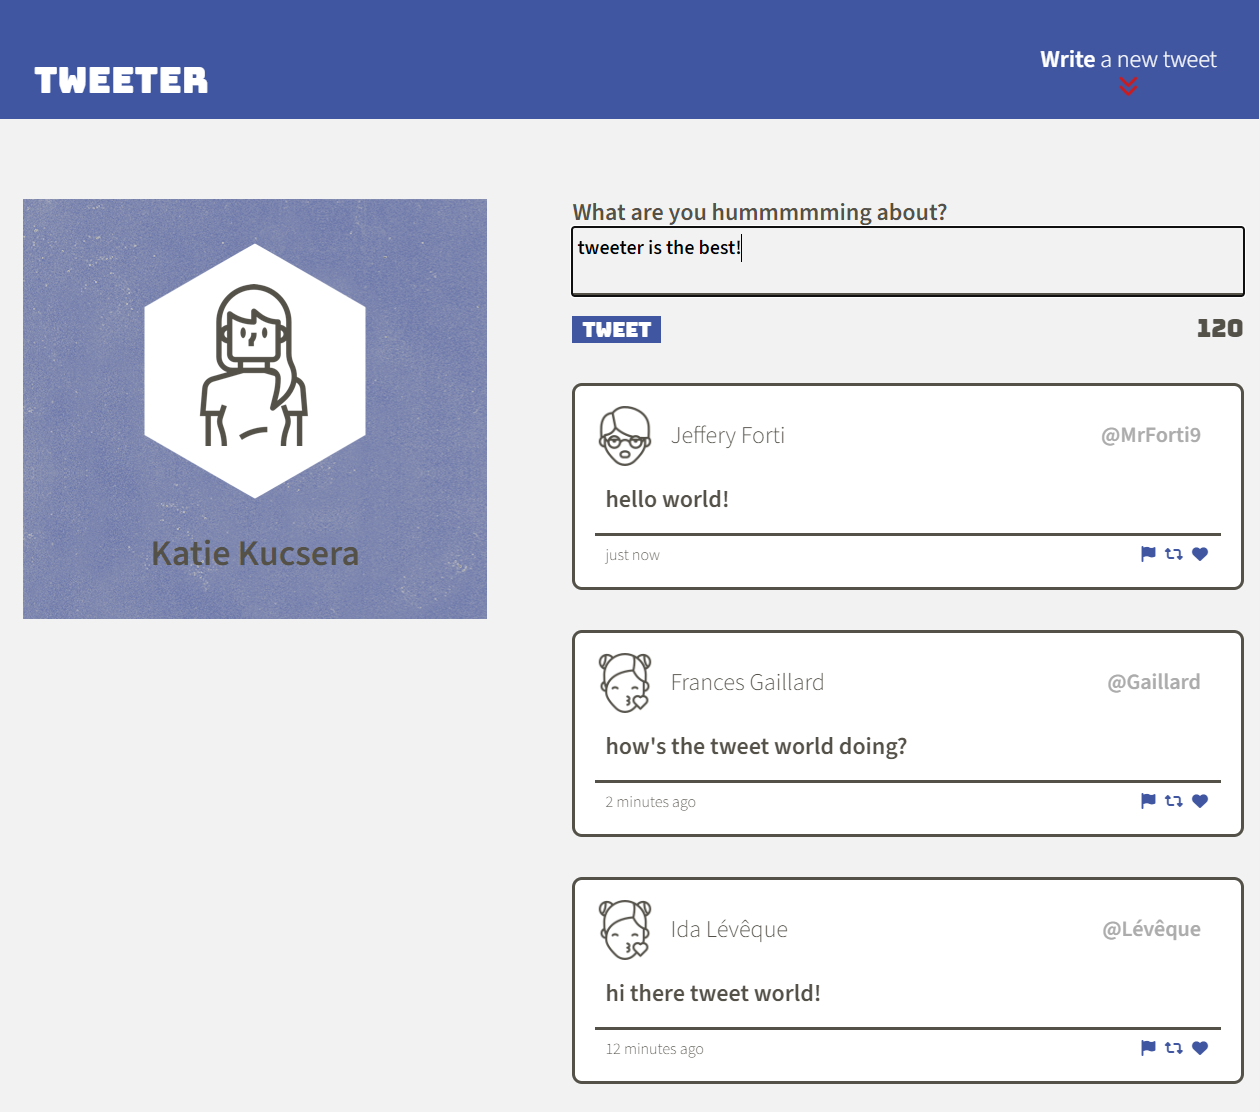 TWEETER
Write a new tweet
Katie Kucsera
What are you hummmmming about?
tweeter is the best!
TWEET
120
Jeffery Forti
@MrForti9
hello world!
just now
Frances Gaillard
@Gaillard
how's the tweet world doing?
2 minutes ago
Ida Lévêque
@Lévêque
hi there tweet world!
12 minutes ago